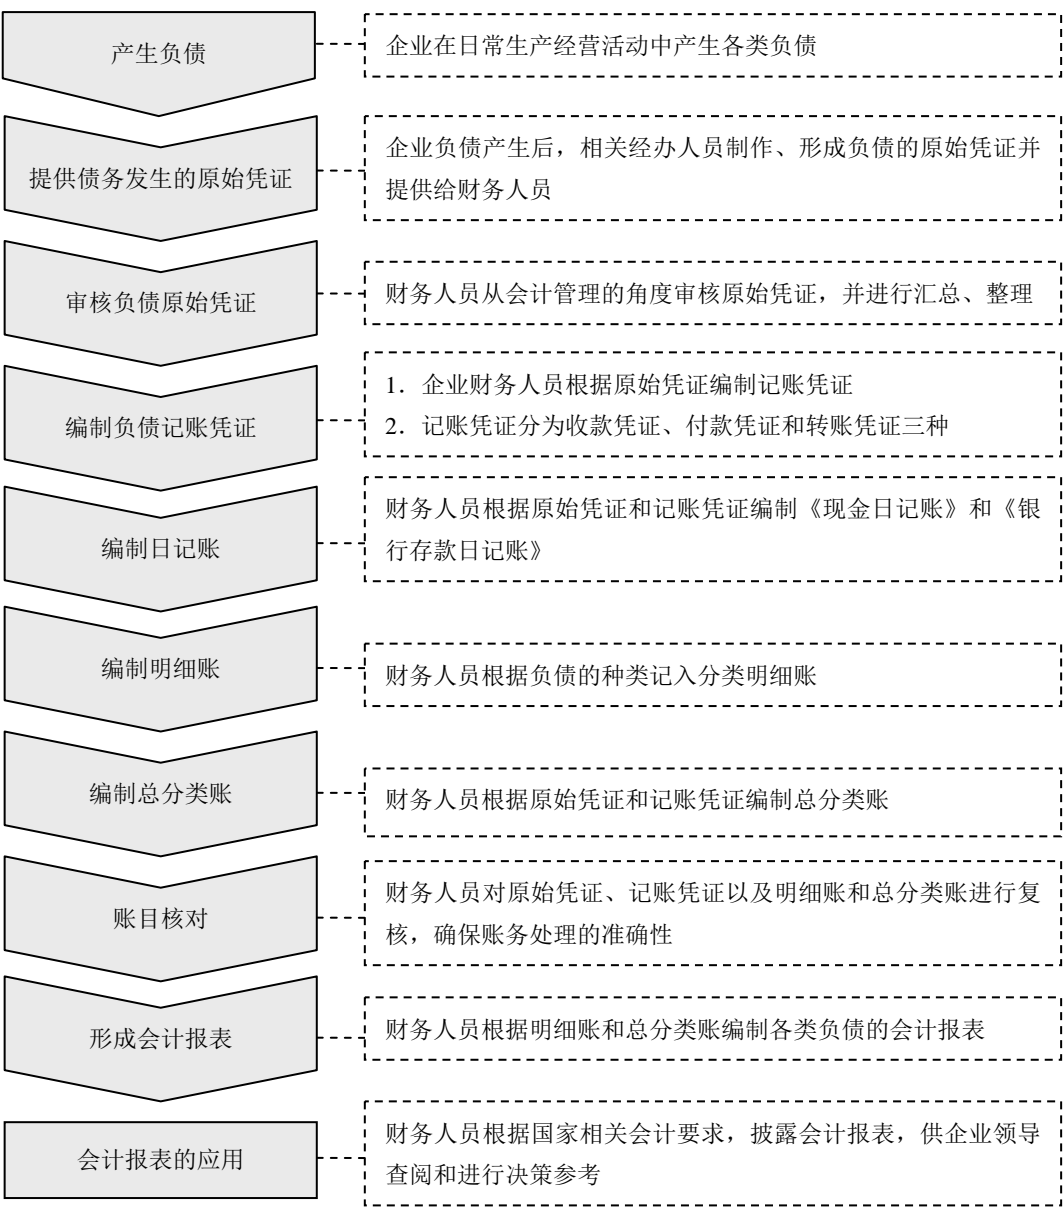 产生负债
企业在日常生产经营活动中产生各类负债
提供债务发生的原始凭证
企业负债产生后，相关经办人员制作、形成负债的原始凭证并
提供给财务人员
审核负债原始凭证
财务人员从会计管理的角度审核原始凭证，并进行汇总、整理
编制负债记账凭证
1．企业财务人员根据原始凭证编制记账凭证
2．记账凭证分为收款凭证、付款凭证和转账凭证三种
编制日记账
财务人员根据原始凭证和记账凭证编制《现金日记账》和《银
行存款日记账》
编制明细账
财务人员根据负债的种类记入分类明细账
编制总分类账
财务人员根据原始凭证和记账凭证编制总分类账
账目核对
财务人员对原始凭证、记账凭证以及明细账和总分类账进行复
核，确保账务处理的准确性
形成会计报表
财务人员根据明细账和总分类账编制各类负债的会计报表
会计报表的应用
财务人员根据国家相关会计要求，披露会计报表，供企业领导
查阅和进行决策参考